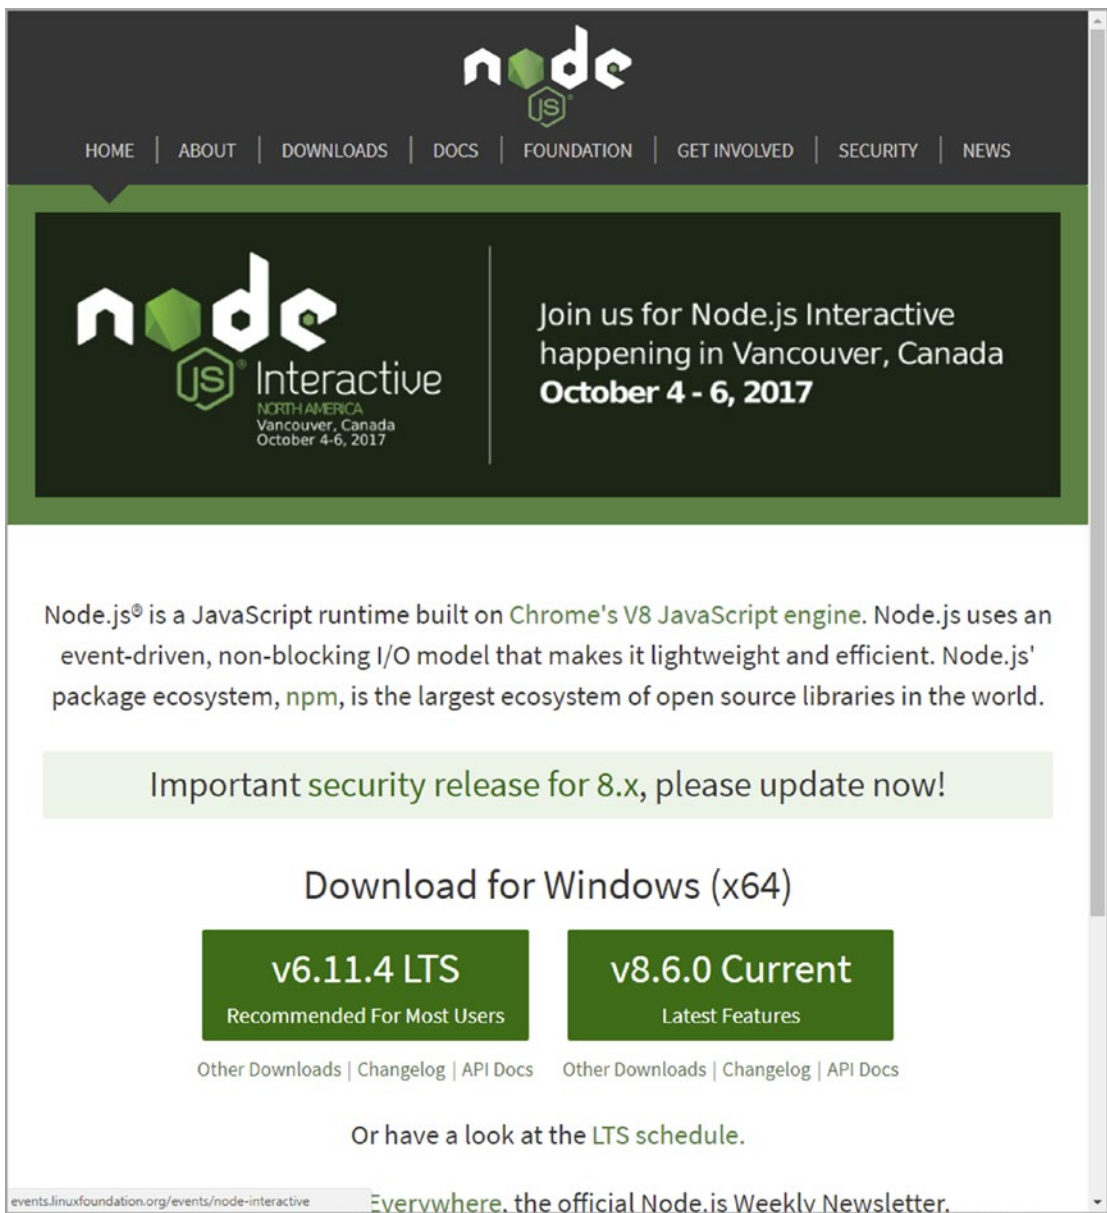 node
JS
HOME | ABOUT | DOWNLOADS | DOCS | FOUNDATION | GET INVOLVED | SECURITY | NEWS
node
JS® Interactive
NORTH AMERICA
Vancouver, Canada
October 4-6, 2017
Join us for Node.js Interactive
happening in Vancouver, Canada
October 4 - 6, 2017
Node.js® is a JavaScript runtime built on Chrome's V8 JavaScript engine. Node.js uses an
event-driven, non-blocking I/O model that makes it lightweight and efficient. Node.js'
package ecosystem, npm, is the largest ecosystem of open source libraries in the world.
Important security release for 8.x, please update now!
Download for Windows (x64)
v6.11.4 LTS
Recommended For Most Users
v8.6.0 Current
Latest Features
Other Downloads | Changelog | API Docs
Other Downloads | Changelog | API Docs
Or have a look at the LTS schedule.
events.linuxfoundation.org/events/node-interactive
Everywhere, the official Node.js Weekly Newsletter.